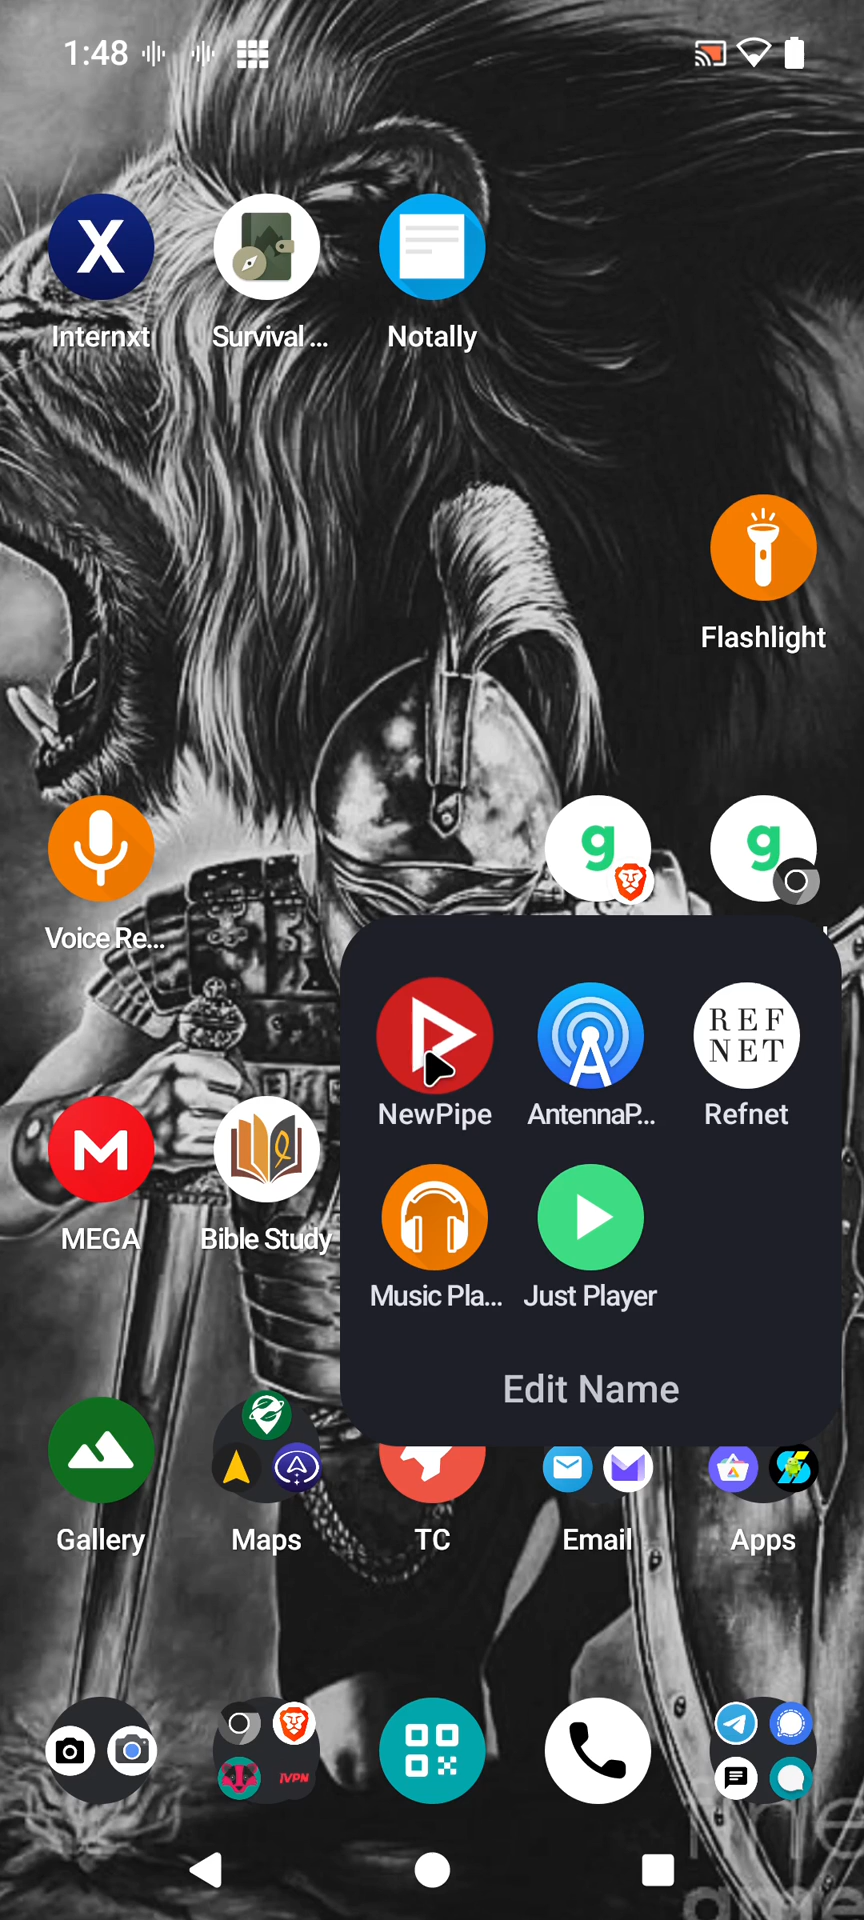 1:48
X
Internxt
Survival ...
Notally
Flashlight
g
g
Voice Re...
NewPipe
AntennaP...
REF
NET
Refnet
M
MEGA
Bible Study
Music Pla...
Just Player
Edit Name
Gallery
Maps
TC
Email
Apps
IVPN